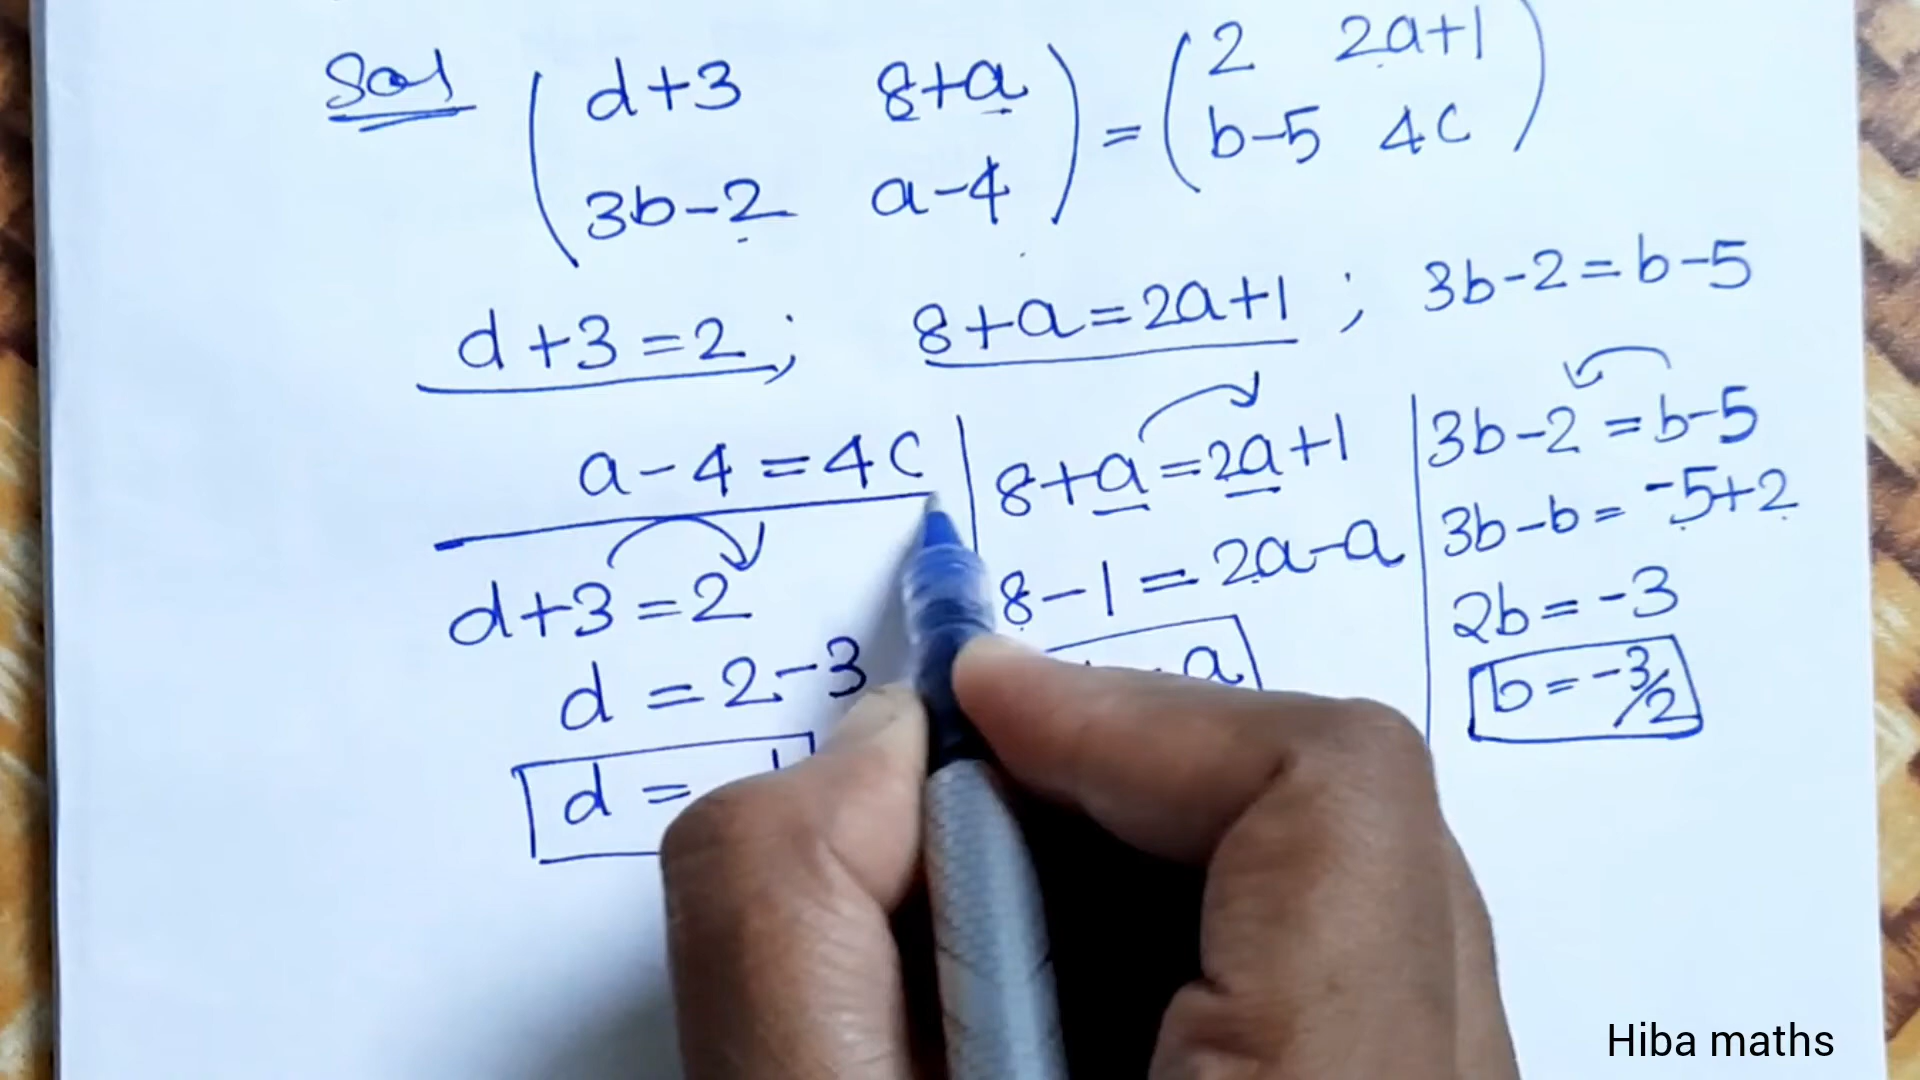 Sol ( d+3 8+a ) = ( 2 2a+1 )
( 3b-2 a-4 ) ( b-5 4c )
d+3=2; 8+a=2a+1 ; 3b-2=b-5
a-4=4c
d+3=2
d=2-3
d=
8+a=2a+1
8-1=2a-a
a
3b-2=b-5
3b-b=-5+2
2b=-3
b=-3/2
Hiba maths